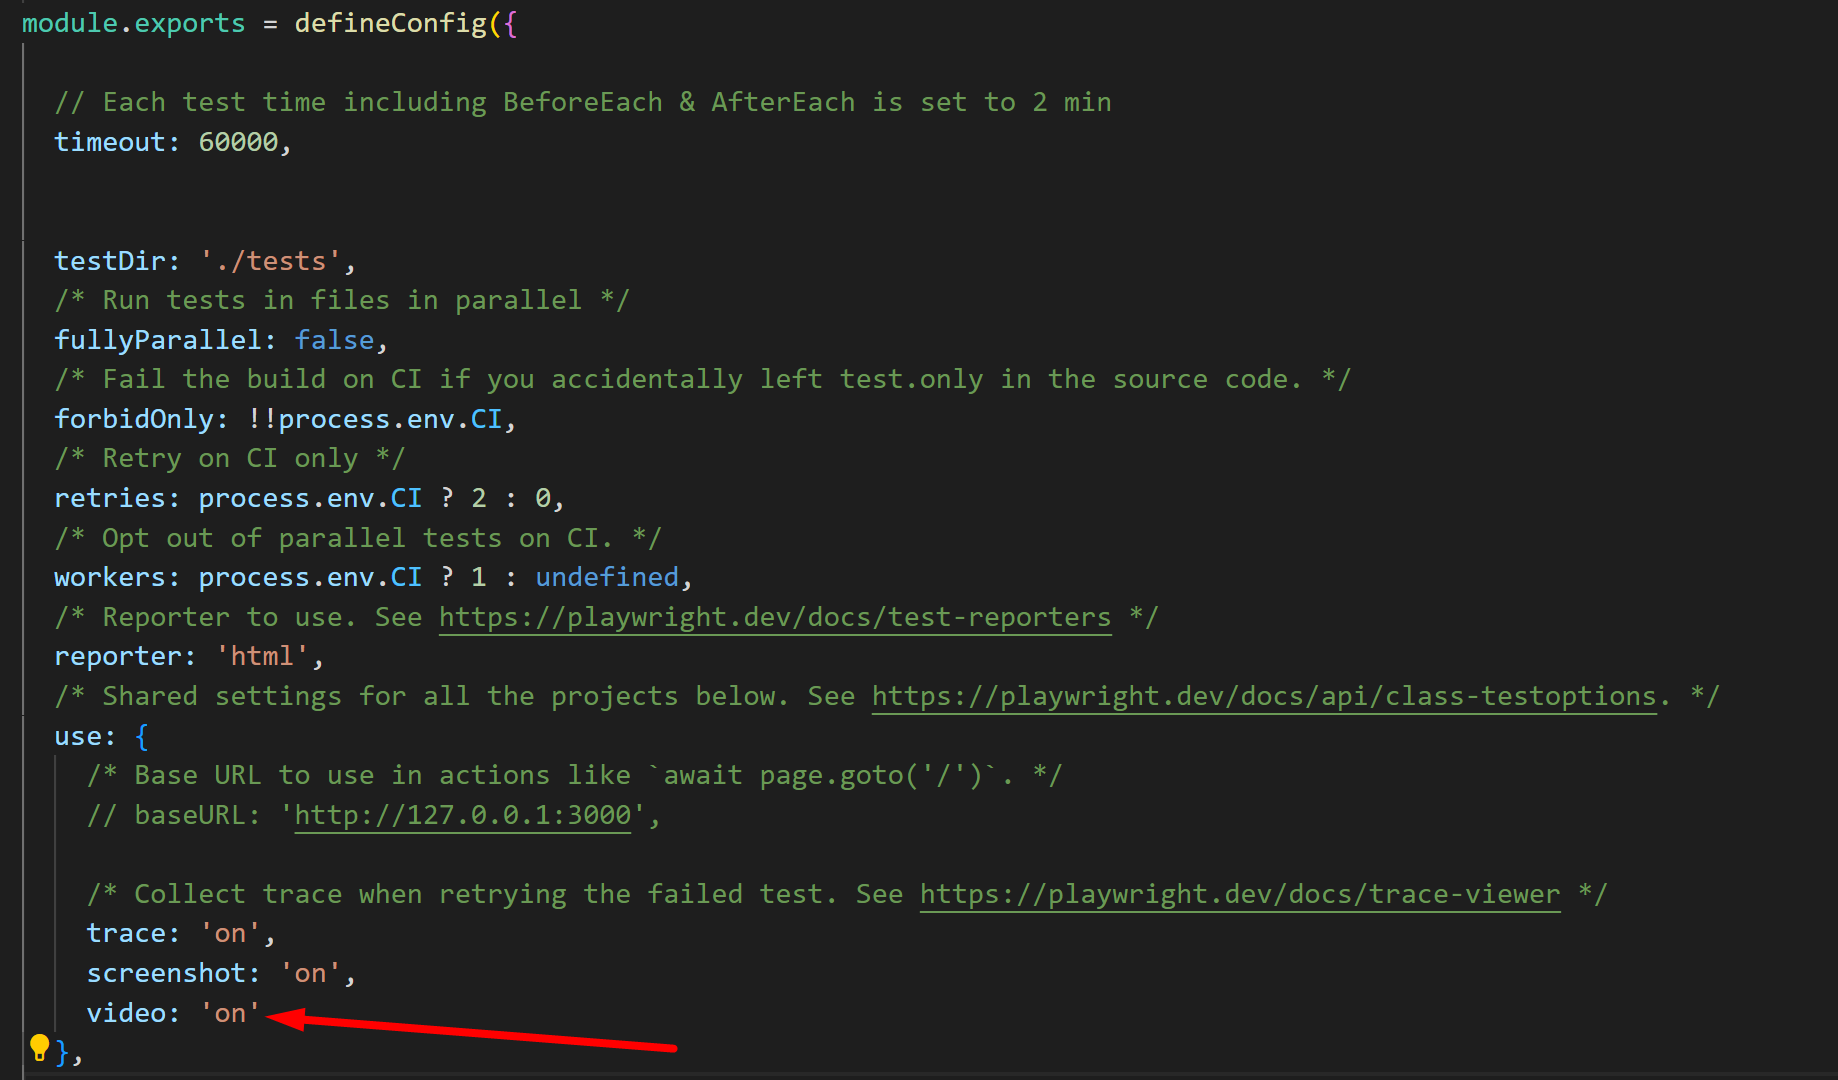 module.exports = defineConfig({
// Each test time including BeforeEach & AfterEach is set to 2 min
timeout: 60000,
testDir: './tests',
/* Run tests in files in parallel */
fullyParallel: false,
/* Fail the build on CI if you accidentally left test.only in the source code. */
forbidOnly: !!process.env.CI,
/* Retry on CI only */
retries: process.env.CI ? 2 : 0,
/* Opt out of parallel tests on CI. */
workers: process.env.CI ? 1 : undefined,
/* Reporter to use. See https://playwright.dev/docs/test-reporters */
reporter: 'html',
/* Shared settings for all the projects below. See https://playwright.dev/docs/api/class-testoptions. */
use: {
/* Base URL to use in actions like `await page.goto('/')`. */
// baseURL: 'http://127.0.0.1:3000',
/* Collect trace when retrying the failed test. See https://playwright.dev/docs/trace-viewer */
trace: 'on',
screenshot: 'on',
video: 'on'
},